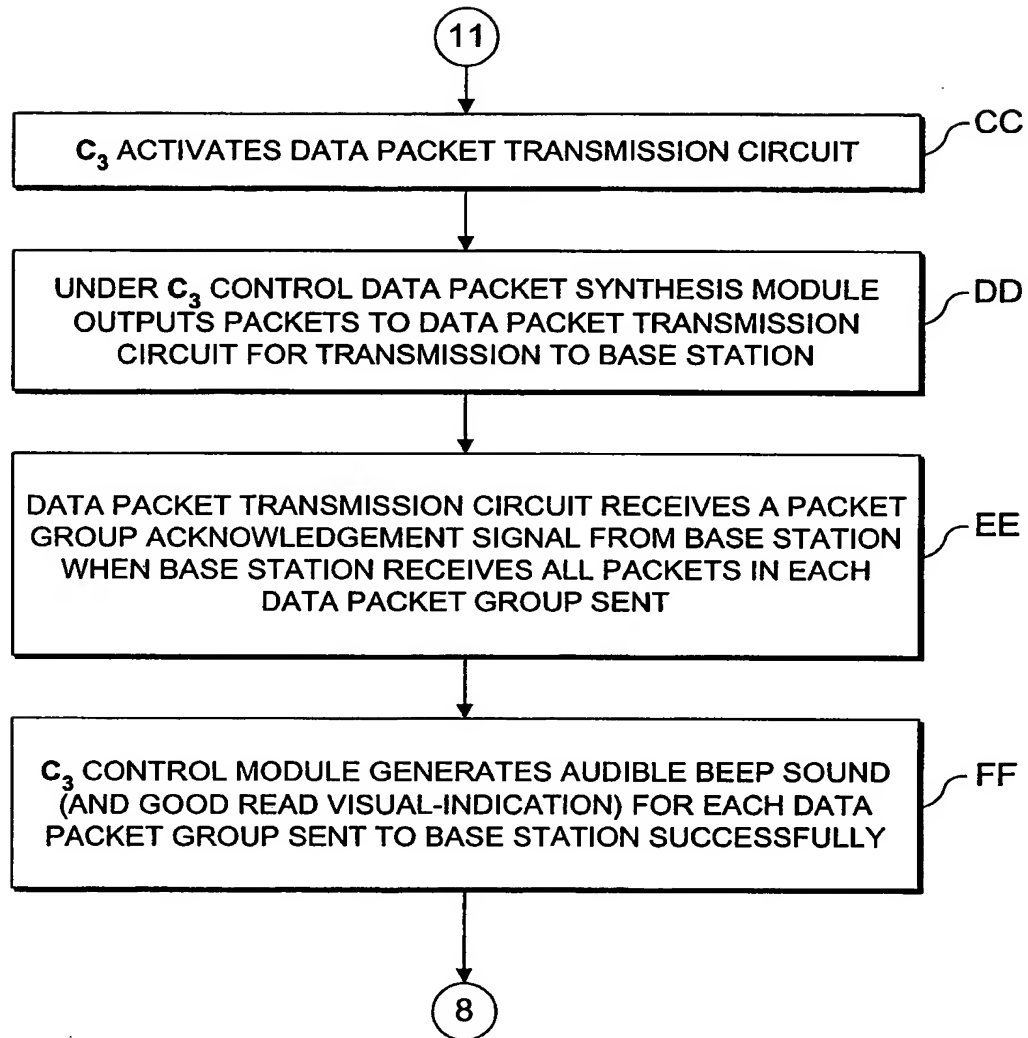 11
C₃ ACTIVATES DATA PACKET TRANSMISSION CIRCUIT
CC
UNDER C₃ CONTROL DATA PACKET SYNTHESIS MODULE
OUTPUTS PACKETS TO DATA PACKET TRANSMISSION
CIRCUIT FOR TRANSMISSION TO BASE STATION
DD
DATA PACKET TRANSMISSION CIRCUIT RECEIVES A PACKET
GROUP ACKNOWLEDGEMENT SIGNAL FROM BASE STATION
WHEN BASE STATION RECEIVES ALL PACKETS IN EACH
DATA PACKET GROUP SENT
EE
C₃ CONTROL MODULE GENERATES AUDIBLE BEEP SOUND
(AND GOOD READ VISUAL-INDICATION) FOR EACH DATA
PACKET GROUP SENT TO BASE STATION SUCCESSFULLY
FF
8